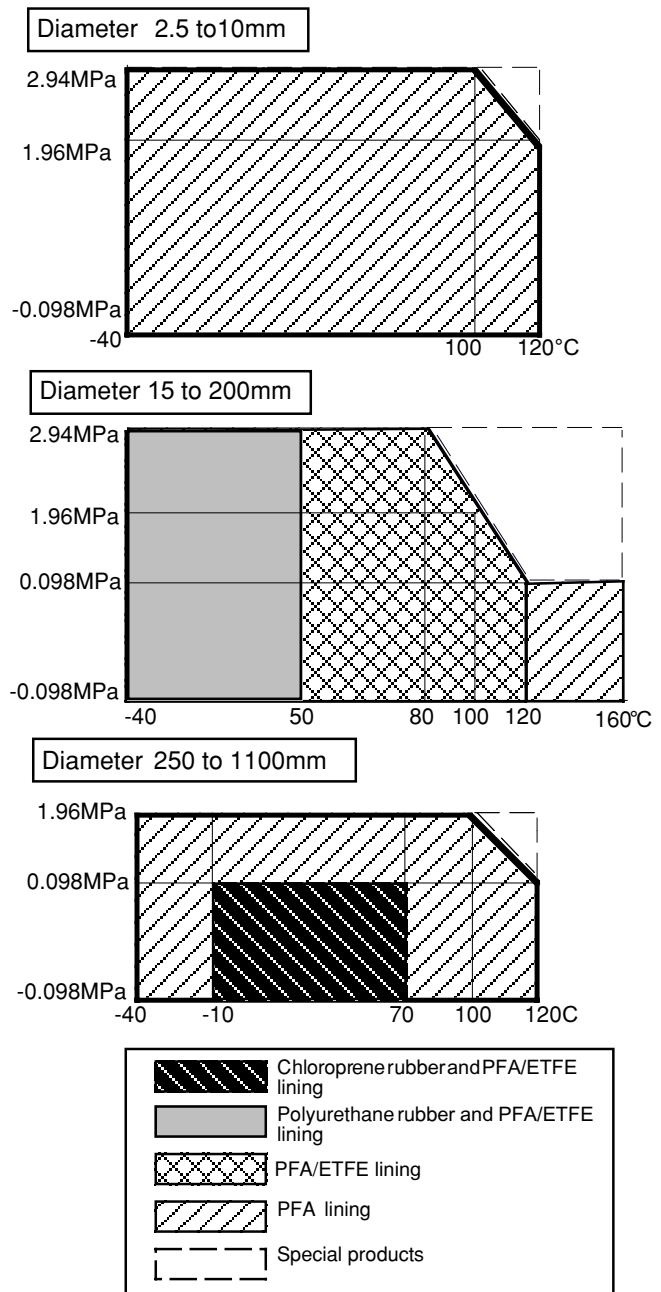 Diameter 2.5 to10mm
2.94MPa
1.96MPa
-0.098MPa
-40
100
120°C
Diameter 15 to 200mm
2.94MPa
1.96MPa
0.098MPa
-0.098MPa
-40
50
80
100
120
160°C
Diameter 250 to 1100mm
1.96MPa
0.098MPa
-0.098MPa
-40
-10
70
100
120C
Chloroprene rubber and PFA/ETFE
lining
Polyurethane rubber and PFA/ETFE
lining
PFA/ETFE lining
PFA lining
Special products